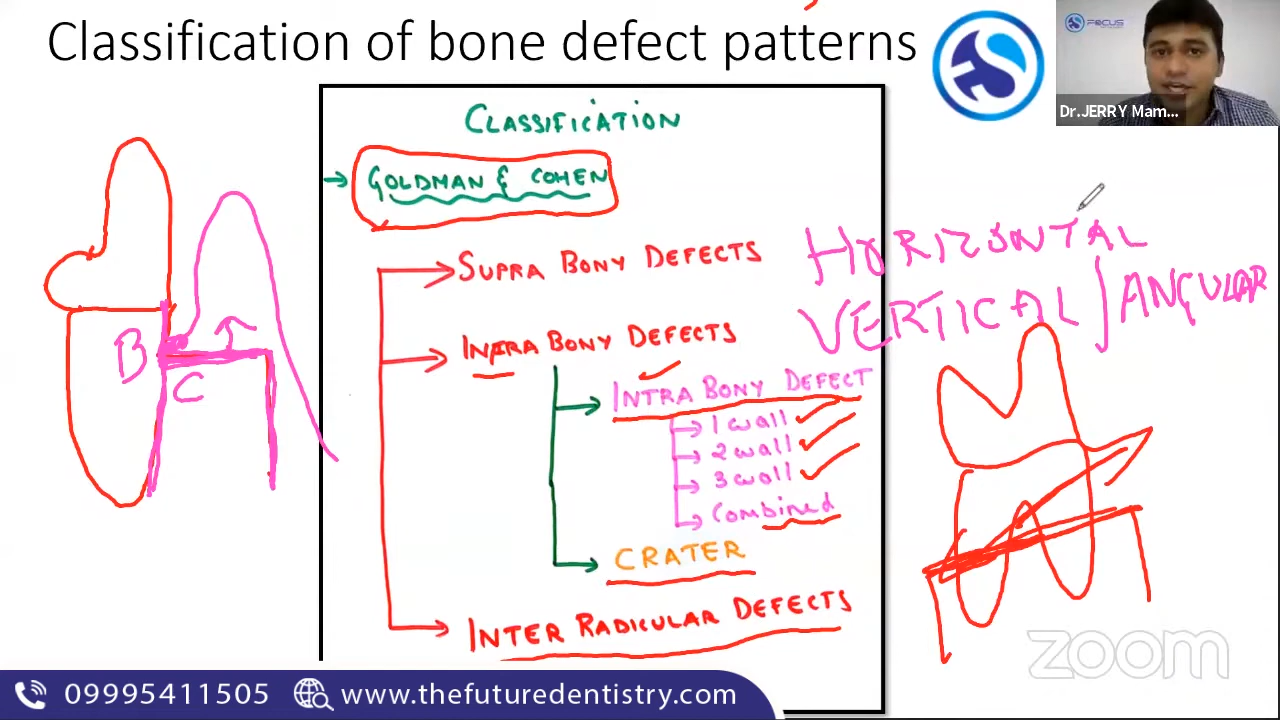 Classification of bone defect patterns
FOCUS
Dr.JERRY Mam...
CLASSIFICATION
→ GOLDMAN & COHEN
SUPRA BONY DEFECTS
INFRA BONY DEFECTS
INTRA BONY DEFECT
1 wall
2 wall
3 wall
Combined
CRATER
INTER RADICULAR DEFECTS
HORIZONTAL
VERTICAL / ANGULAR
B
C
zoom
09995411505 www.thefuturedentistry.com